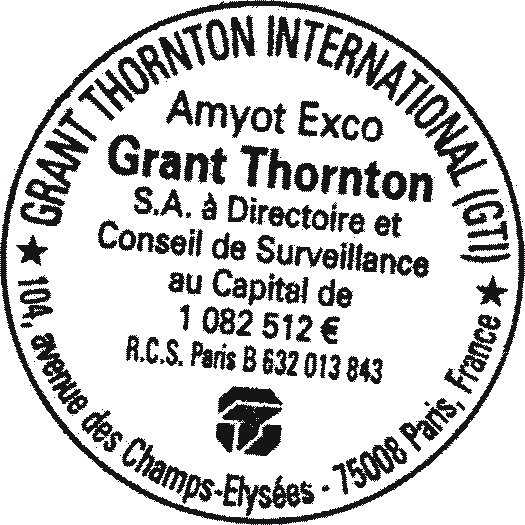 ★ GRANT THORNTON INTERNATIONAL (GTI) ★
Amyot Exco
Grant Thornton
S.A. à Directoire et
Conseil de Surveillance
au Capital de
1 082 512 €
R.C.S. Paris B 632 013 843
104, avenue des Champs-Elysées - 75008 Paris, France